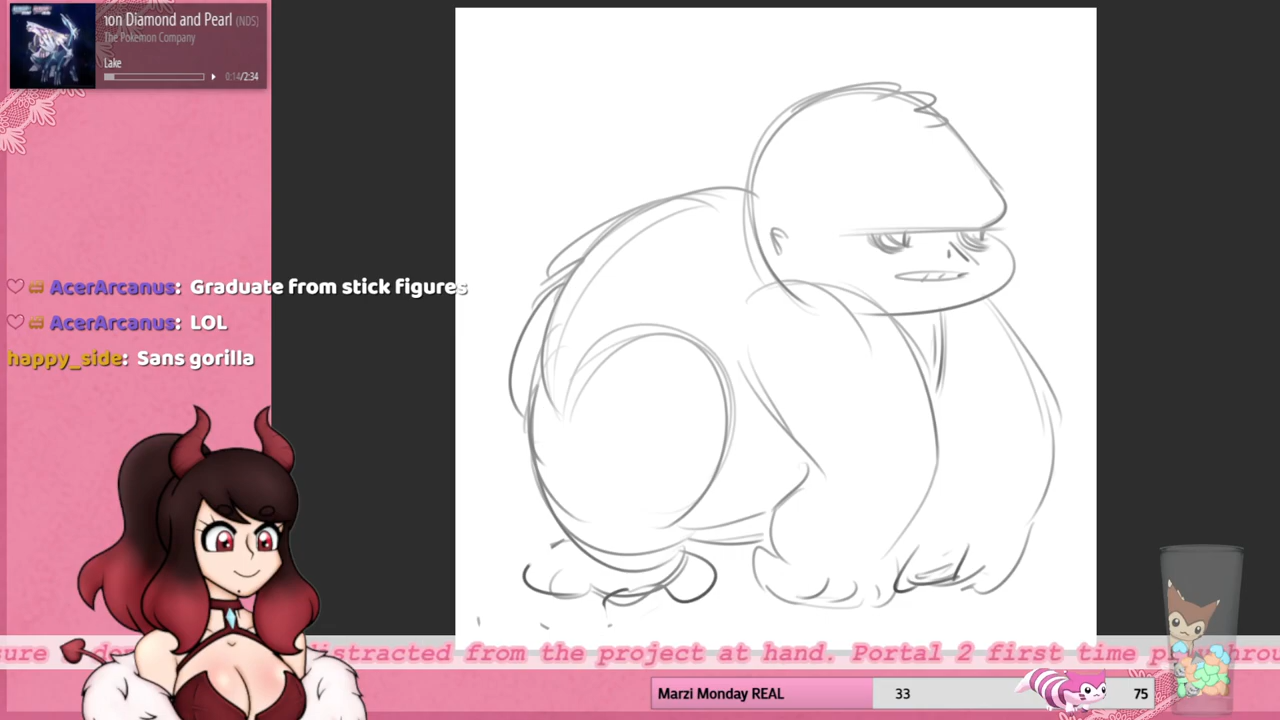 non Diamond and Pearl (NDS)
The Pokemon Company
Lake
0:14/2:34
AcerArcanus: Graduate from stick figures
AcerArcanus: LOL
happy_side: Sans gorilla
sure distracted from the project at hand. Portal 2 first time
Marzi Monday REAL 33 75